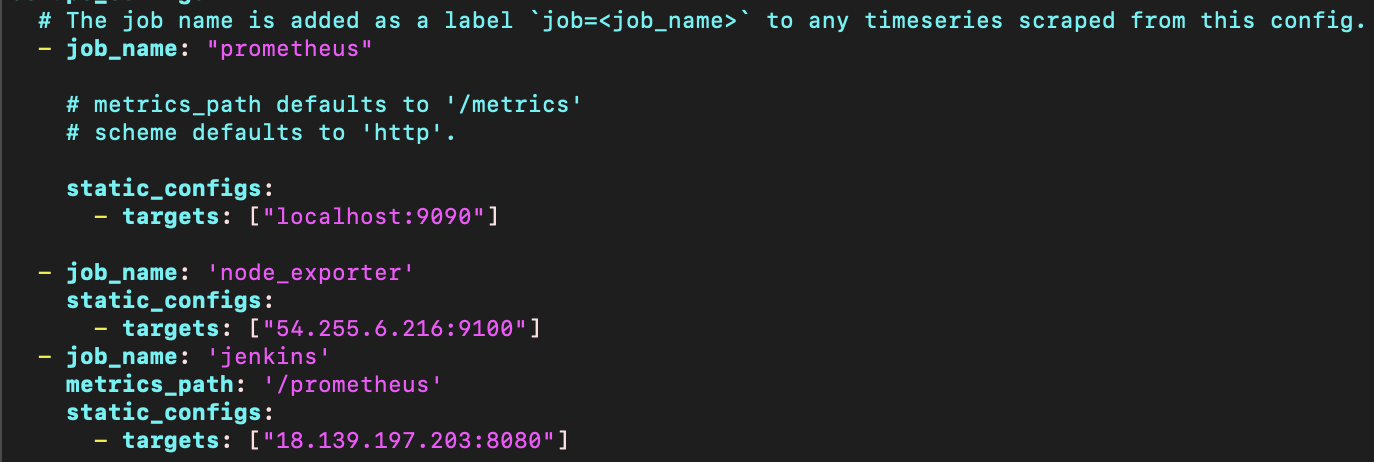 # The job name is added as a label `job=<job_name>` to any timeseries scraped from this config.
- job_name: "prometheus"
# metrics_path defaults to '/metrics'
# scheme defaults to 'http'.
static_configs:
- targets: ["localhost:9090"]
- job_name: 'node_exporter'
static_configs:
- targets: ["54.255.6.216:9100"]
- job_name: 'jenkins'
metrics_path: '/prometheus'
static_configs:
- targets: ["18.139.197.203:8080"]